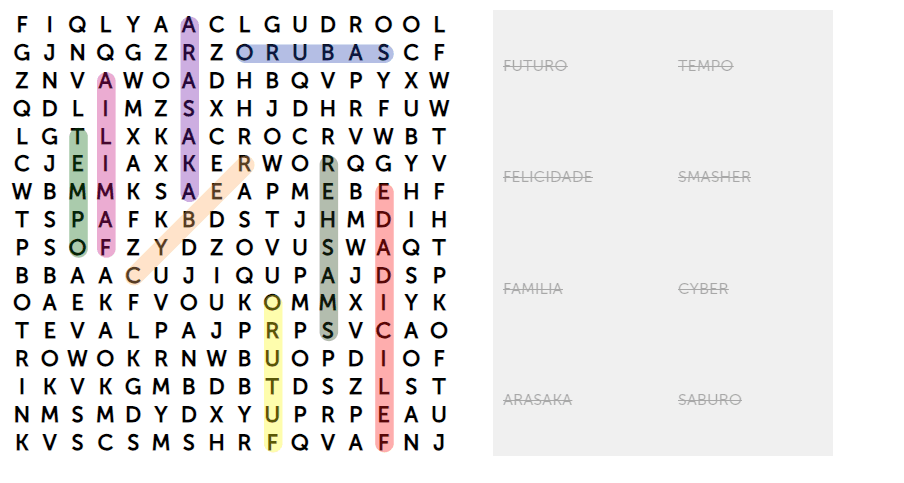 F I Q L Y A A C L G U D R O O L
G J N Q G Z R Z O R U B A S C F
Z N V A W O A D H B Q V P Y X W
Q D L I M Z S X H J D H R F U W
L G T L X K A C R O C R V W B T
C J E I A X K E R W O R Q G Y V
W B M M K S A E A P M E B E H F
T S P A F K B D S T J H M D I H
P S O F Z Y D Z O V U S W A Q T
B B A A C U J I Q U P A J D S P
O A E K F V O U K O M M X I Y K
T E V A L P A J P R P S V C A O
R O W O K R N W B U O P D I O F
I K V K G M B D B T D S Z L S T
N M S M D Y D X Y U P R P E A U
K V S C S M S H R F Q V A F N J
FUTURO TEMPO
FELICIDADE SMASHER
FAMILIA CYBER
ARASAKA SABURO